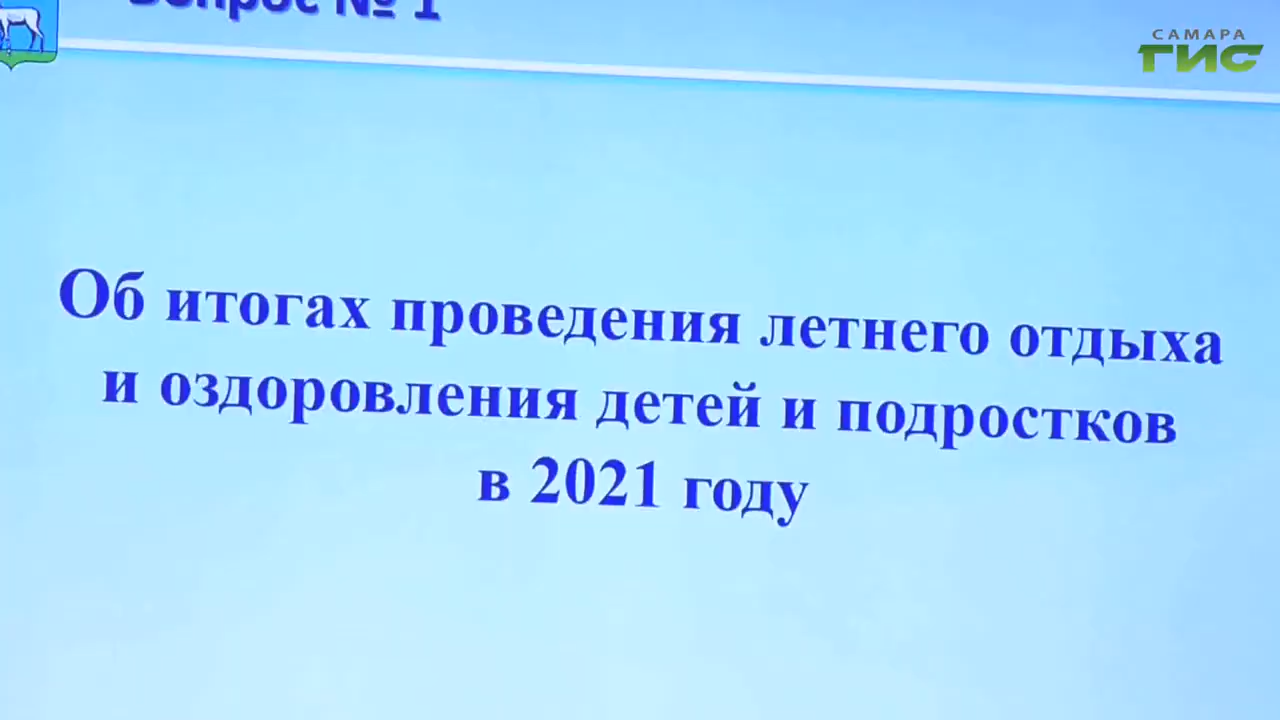 Вопрос № 1
САМАРА
ГИС
Об итогах проведения летнего отдыха
и оздоровления детей и подростков
в 2021 году